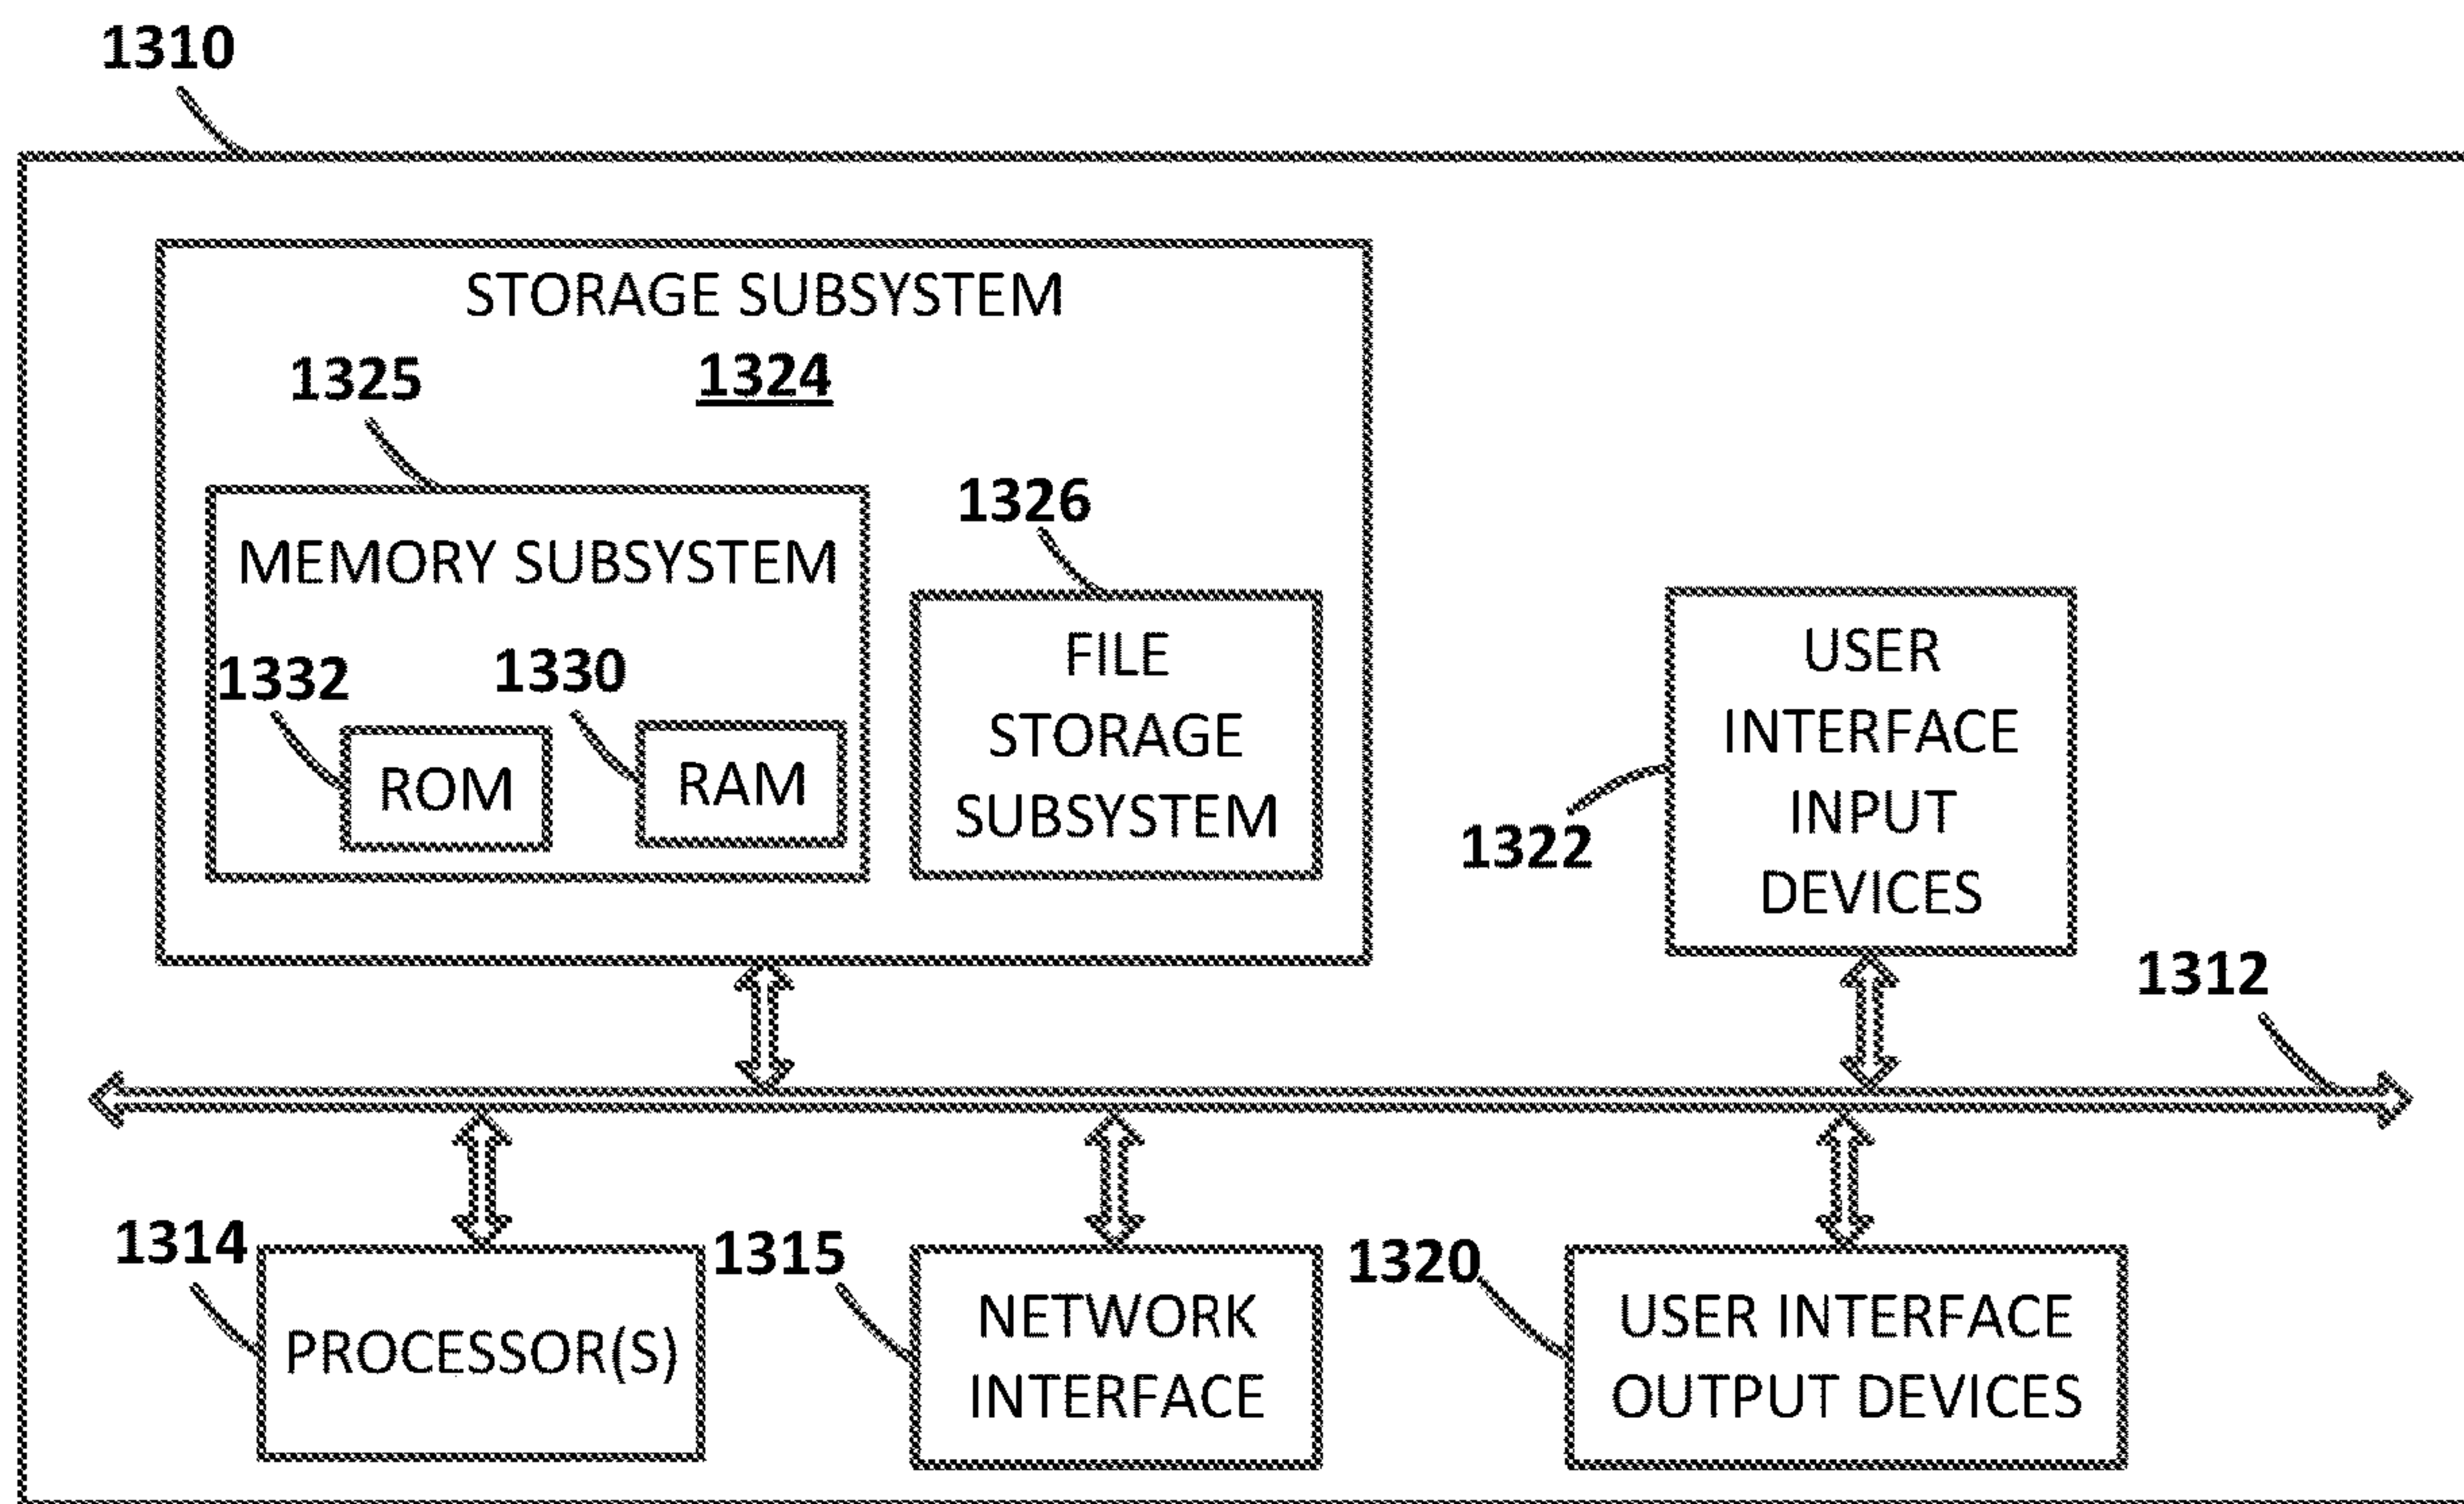 1310
STORAGE SUBSYSTEM
1324
1325
MEMORY SUBSYSTEM
1332
ROM
1330
RAM
1326
FILE
STORAGE
SUBSYSTEM
USER
INTERFACE
INPUT
DEVICES
1322
1312
1314
PROCESSOR(S)
1315
NETWORK
INTERFACE
1320
USER INTERFACE
OUTPUT DEVICES